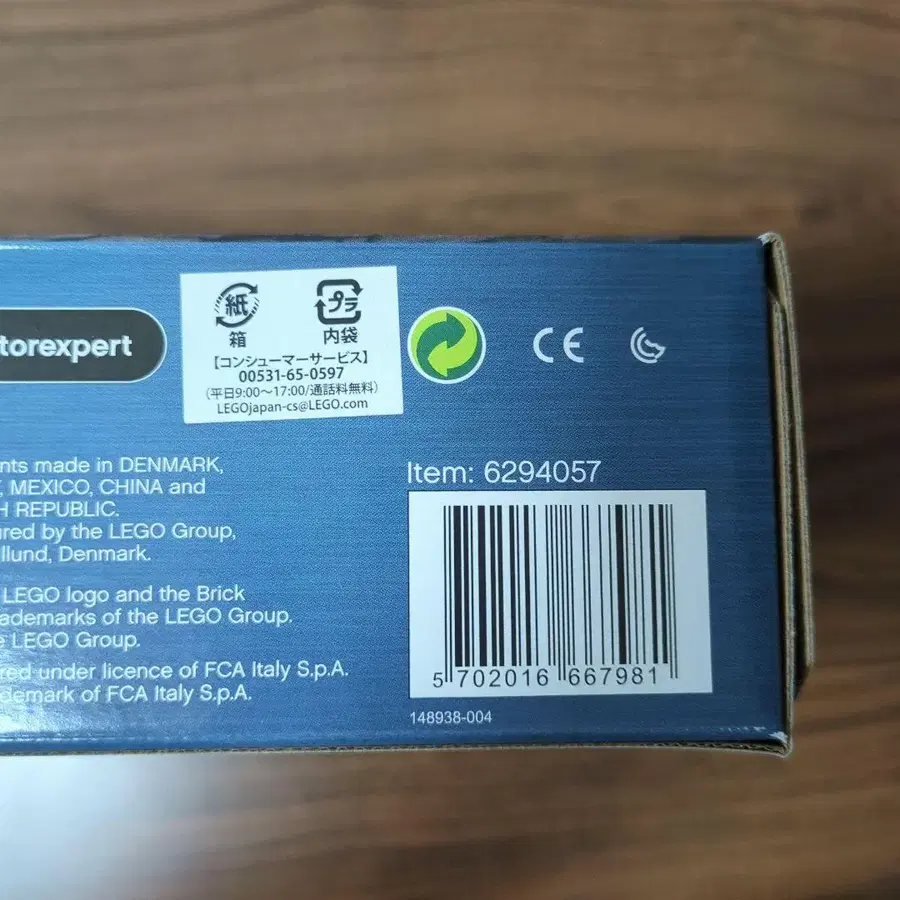 torexpert
紙 プラ
箱 内袋
【コンシューマーサービス】
00531-65-0597
(平日9:00～17:00/通話料無料)
LEGOjapan-cs@LEGO.com
CE
nts made in DENMARK,
, MEXICO, CHINA and
H REPUBLIC.
ured by the LEGO Group,
llund, Denmark.
LEGO logo and the Brick
ademarks of the LEGO Group.
e LEGO Group.
red under licence of FCA Italy S.p.A.
demark of FCA Italy S.p.A.
Item: 6294057
5 702016 667981
148938-004